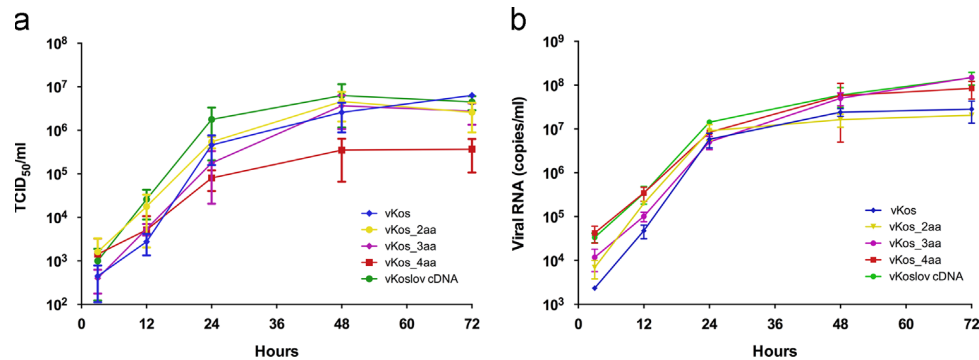 a
TCID50/ml
10^8
10^7
10^6
10^5
10^4
10^3
10^2
0 12 24 36 48 60 72
Hours
vKos
vKos_2aa
vKos_3aa
vKos_4aa
vKoslov cDNA
b
Viral RNA (copies/ml)
10^9
10^8
10^7
10^6
10^5
10^4
10^3
0 12 24 36 48 60 72
Hours
vKos
vKos_2aa
vKos_3aa
vKos_4aa
vKoslov cDNA